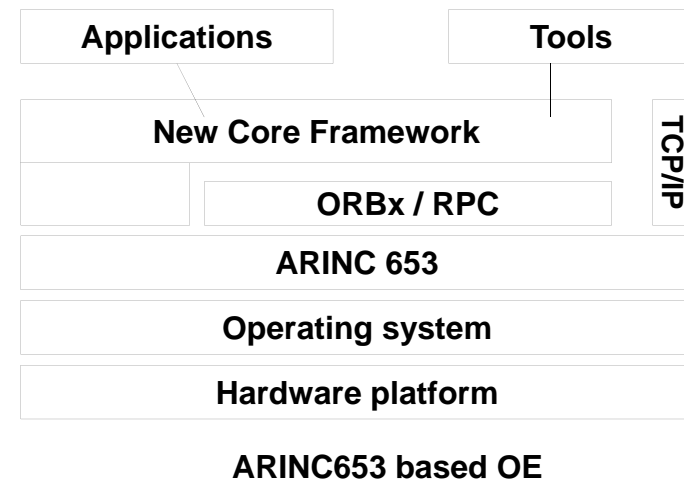 Applications
Tools
New Core Framework
TCP/IP
ORBx / RPC
ARINC 653
Operating system
Hardware platform
ARINC653 based OE